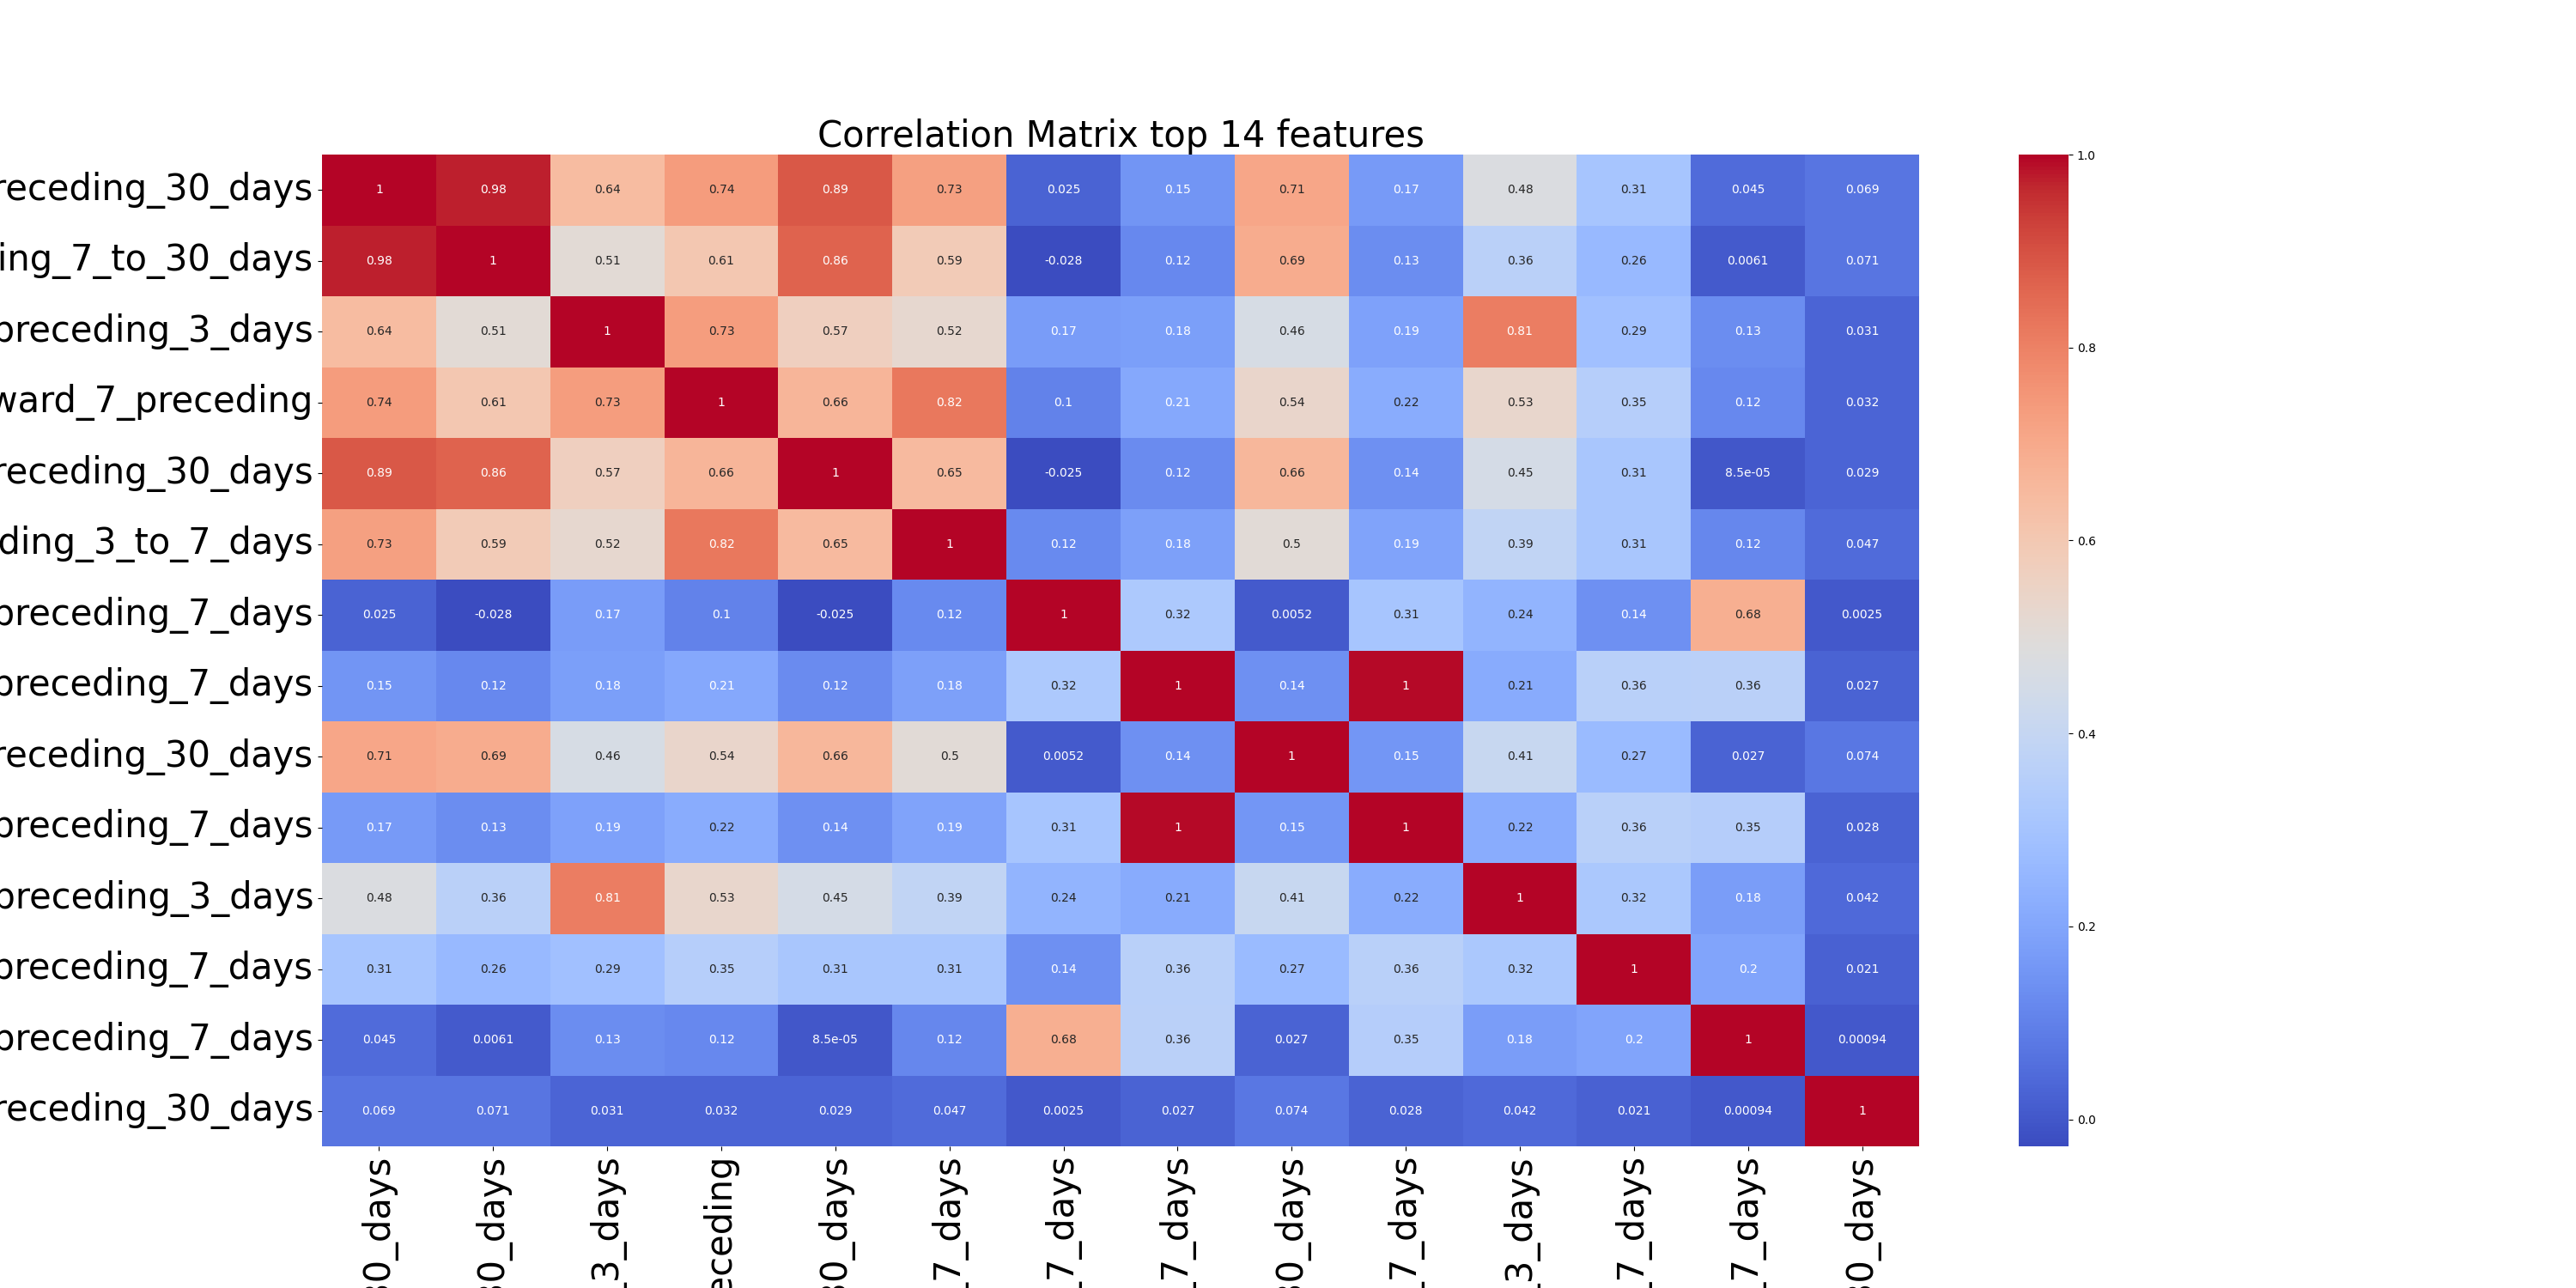 Correlation Matrix top 14 features
receding_30_days 1 0.98 0.64 0.74 0.89 0.73 0.025 0.15 0.71 0.17 0.48 0.31 0.045 0.069
ing_7_to_30_days 0.98 1 0.51 0.61 0.86 0.59 -0.028 0.12 0.69 0.13 0.36 0.26 0.0061 0.071
preceding_3_days 0.64 0.51 1 0.73 0.57 0.52 0.17 0.18 0.46 0.19 0.81 0.29 0.13 0.031
ward_7_preceding 0.74 0.61 0.73 1 0.66 0.82 0.1 0.21 0.54 0.22 0.53 0.35 0.12 0.032
receding_30_days 0.89 0.86 0.57 0.66 1 0.65 -0.025 0.12 0.66 0.14 0.45 0.31 8.5e-05 0.029
ding_3_to_7_days 0.73 0.59 0.52 0.82 0.65 1 0.12 0.18 0.5 0.19 0.39 0.31 0.12 0.047
preceding_7_days 0.025 -0.028 0.17 0.1 -0.025 0.12 1 0.32 0.0052 0.31 0.24 0.14 0.68 0.0025
preceding_7_days 0.15 0.12 0.18 0.21 0.12 0.18 0.32 1 0.14 1 0.21 0.36 0.36 0.027
receding_30_days 0.71 0.69 0.46 0.54 0.66 0.5 0.0052 0.14 1 0.15 0.41 0.27 0.027 0.074
preceding_7_days 0.17 0.13 0.19 0.22 0.14 0.19 0.31 1 0.15 1 0.22 0.36 0.35 0.028
preceding_3_days 0.48 0.36 0.81 0.53 0.45 0.39 0.24 0.21 0.41 0.22 1 0.32 0.18 0.042
preceding_7_days 0.31 0.26 0.29 0.35 0.31 0.31 0.14 0.36 0.27 0.36 0.32 1 0.2 0.021
preceding_7_days 0.045 0.0061 0.13 0.12 8.5e-05 0.12 0.68 0.36 0.027 0.35 0.18 0.2 1 0.00094
receding_30_days 0.069 0.071 0.031 0.032 0.029 0.047 0.0025 0.027 0.074 0.028 0.042 0.021 0.00094 1
30_days
30_days
_3_days
eceding
30_days
_7_days
_7_days
_7_days
30_days
_7_days
_3_days
_7_days
_7_days
30_days
1.0
0.8
0.6
0.4
0.2
0.0